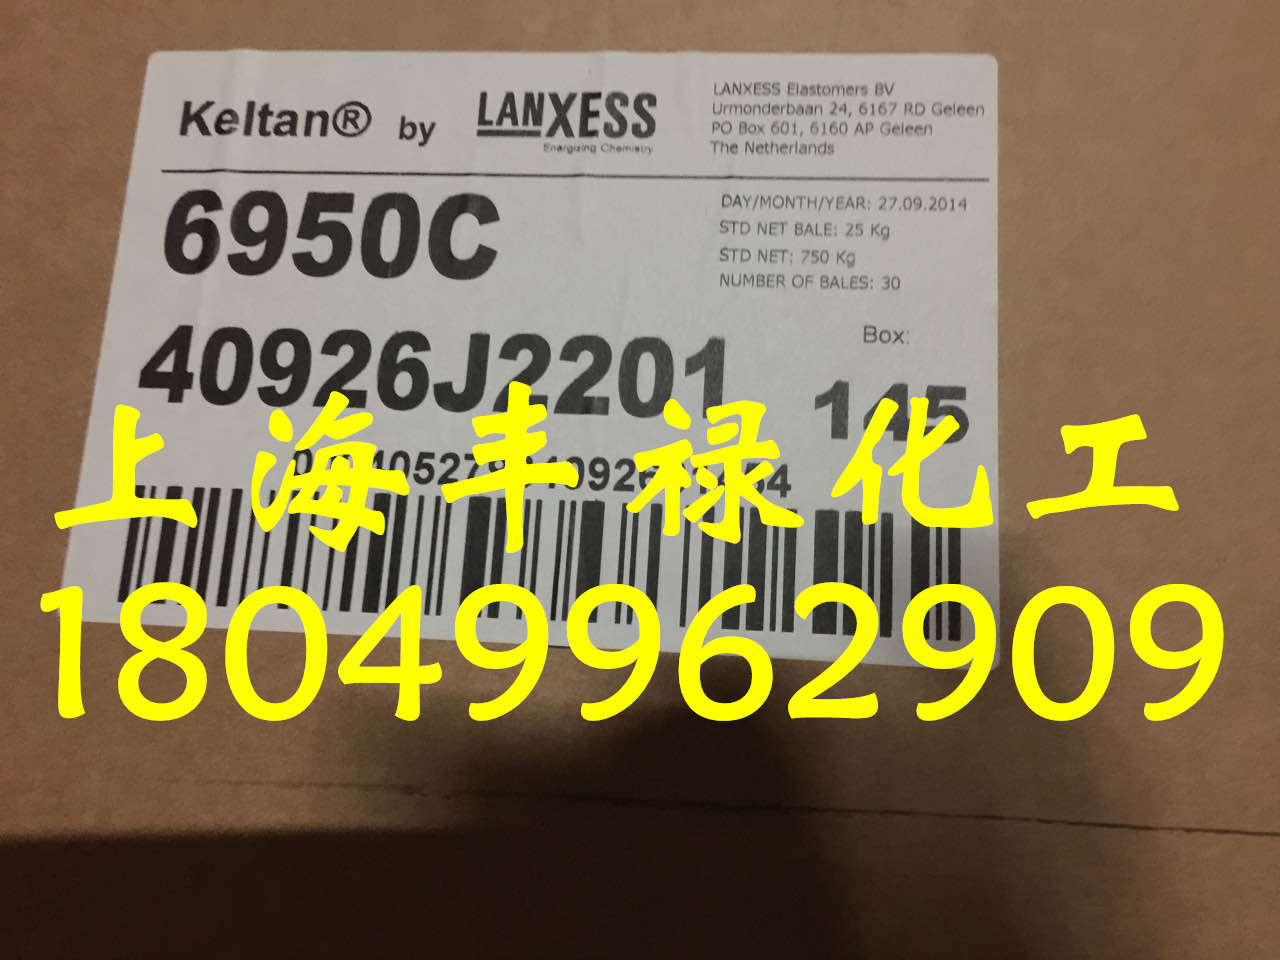 Keltan® by LANXESS
Energizing Chemistry
LANXESS Elastomers BV
Urmonderbaan 24, 6167 RD Geleen
PO Box 601, 6160 AP Geleen
The Netherlands
6950C
DAY/MONTH/YEAR: 27.09.2014
STD NET BALE: 25 Kg
STD NET: 750 Kg
NUMBER OF BALES: 30
40926J2201
Box:
145
上海丰禄化工
18049962909